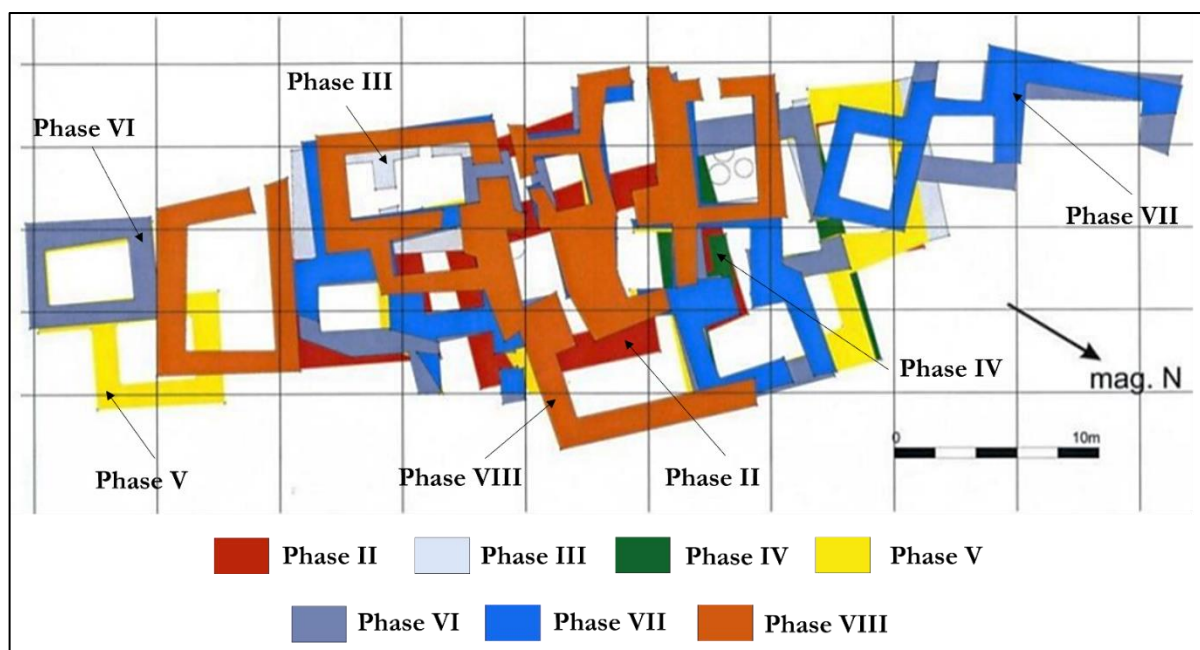 Phase III
Phase VI
Phase VII
Phase IV
mag. N
0 10m
Phase V
Phase VIII
Phase II
Phase II Phase III Phase IV Phase V
Phase VI Phase VII Phase VIII